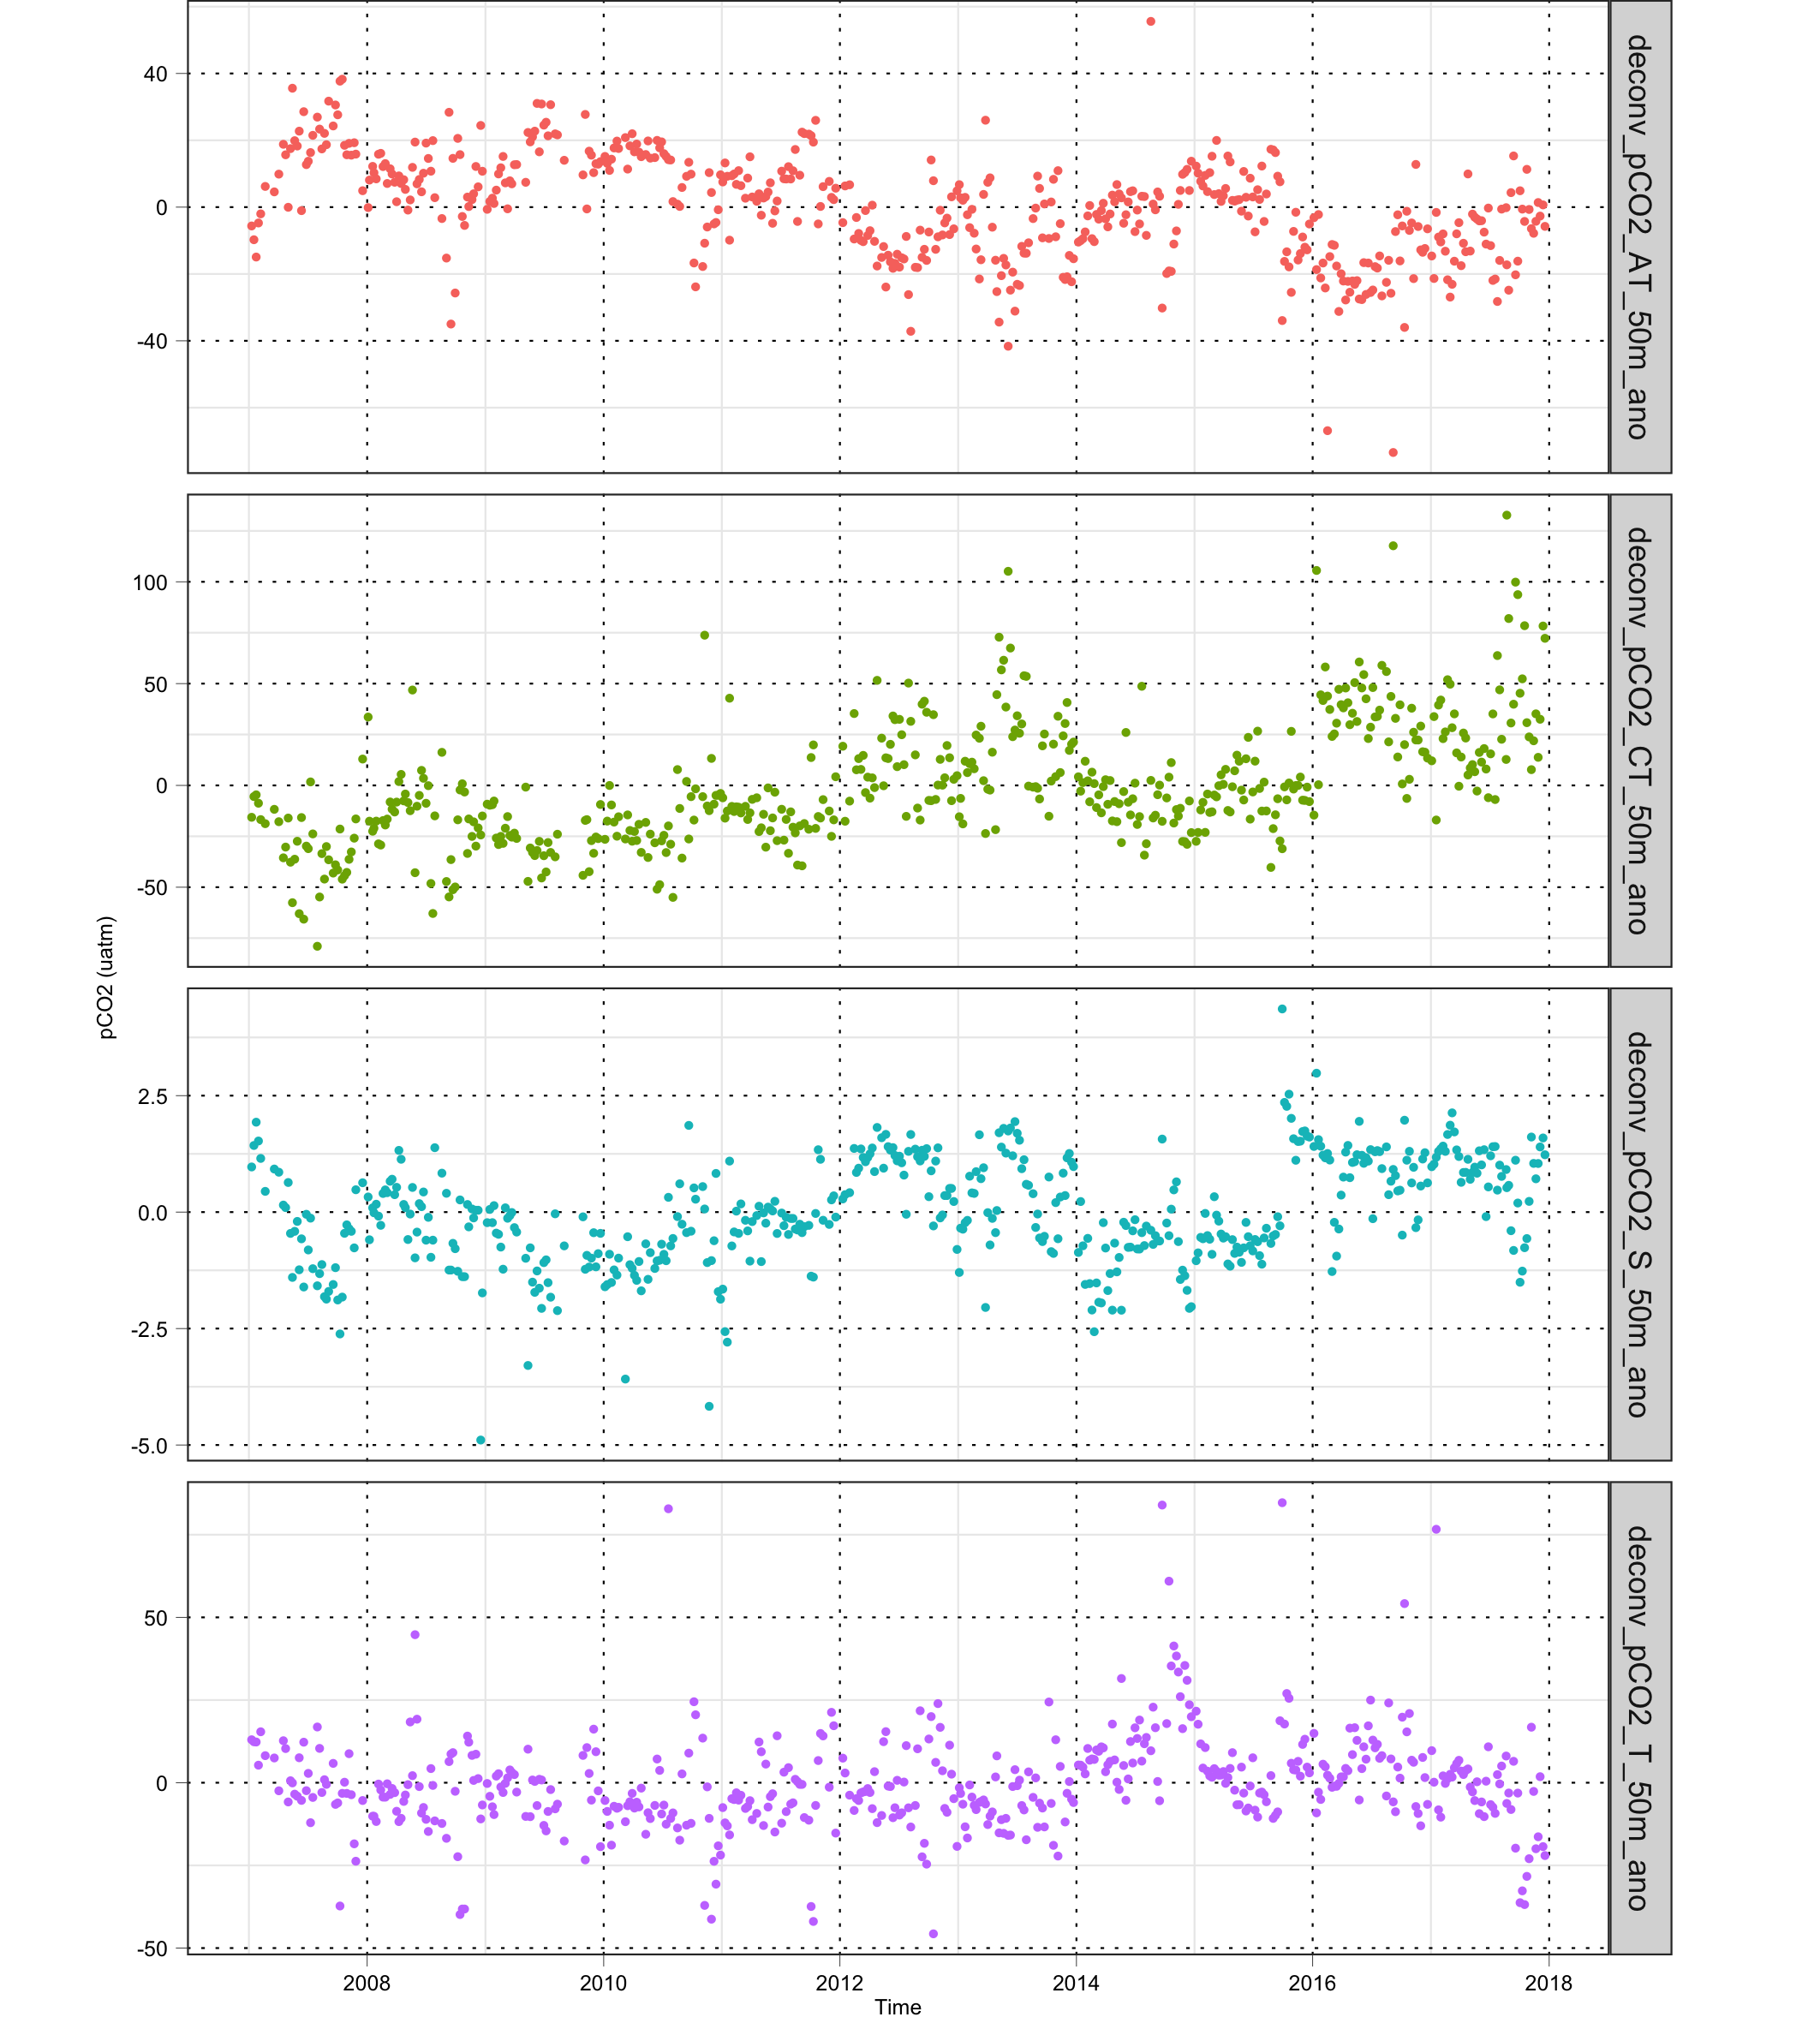 40
0
-40
deconv_pCO2_AT_50m_ano
100
50
0
-50
deconv_pCO2_CT_50m_ano
pCO2 (uatm)
2.5
0.0
-2.5
-5.0
deconv_pCO2_S_50m_ano
50
0
-50
deconv_pCO2_T_50m_ano
2008 2010 2012 2014 2016 2018
Time